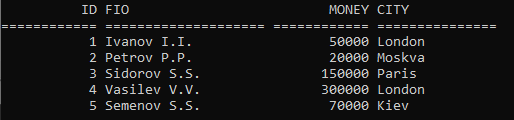 ID FIO MONEY CITY
============ ==================== ============ ===============
1 Ivanov I.I. 50000 London
2 Petrov P.P. 20000 Moskva
3 Sidorov S.S. 150000 Paris
4 Vasilev V.V. 300000 London
5 Semenov S.S. 70000 Kiev